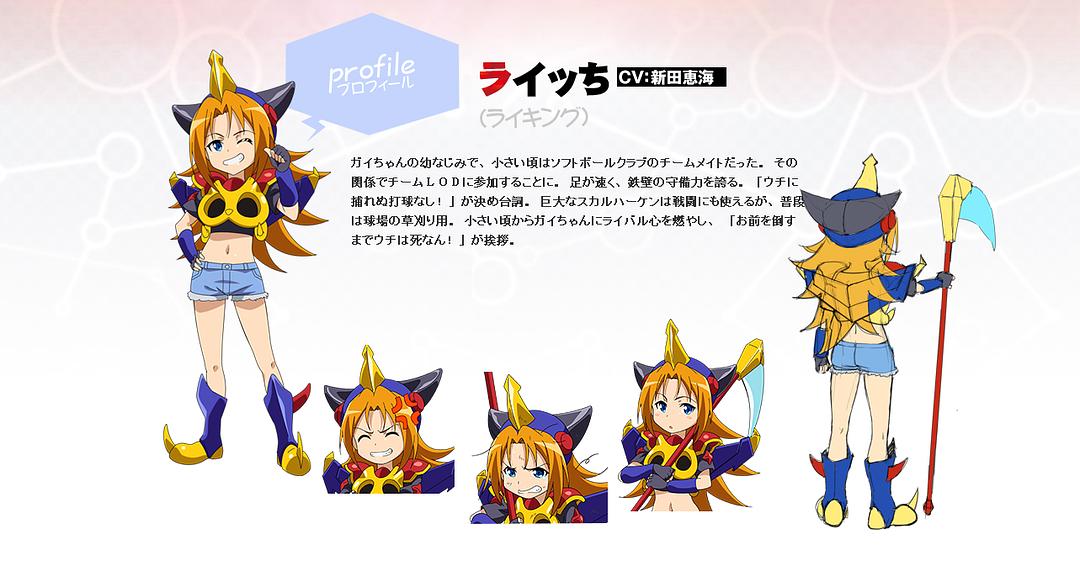 profile
プロフィール
ライッち CV:新田恵海
(ライキング)
ガイちゃんの幼なじみで、小さい頃はソフトボールクラブのチームメイトだった。 その
関係でチームＬＯＤに参加することに。 足が速く、鉄壁の守備力を誇る。「ウチに
捕れぬ打球なし！」が決め台詞。 巨大なスカルハーケンは戦闘にも使えるが、普段
は球場の草刈り用。 小さい頃からガイちゃんにライバル心を燃やし、 「お前を倒す
までウチは死なん！」が挨拶。